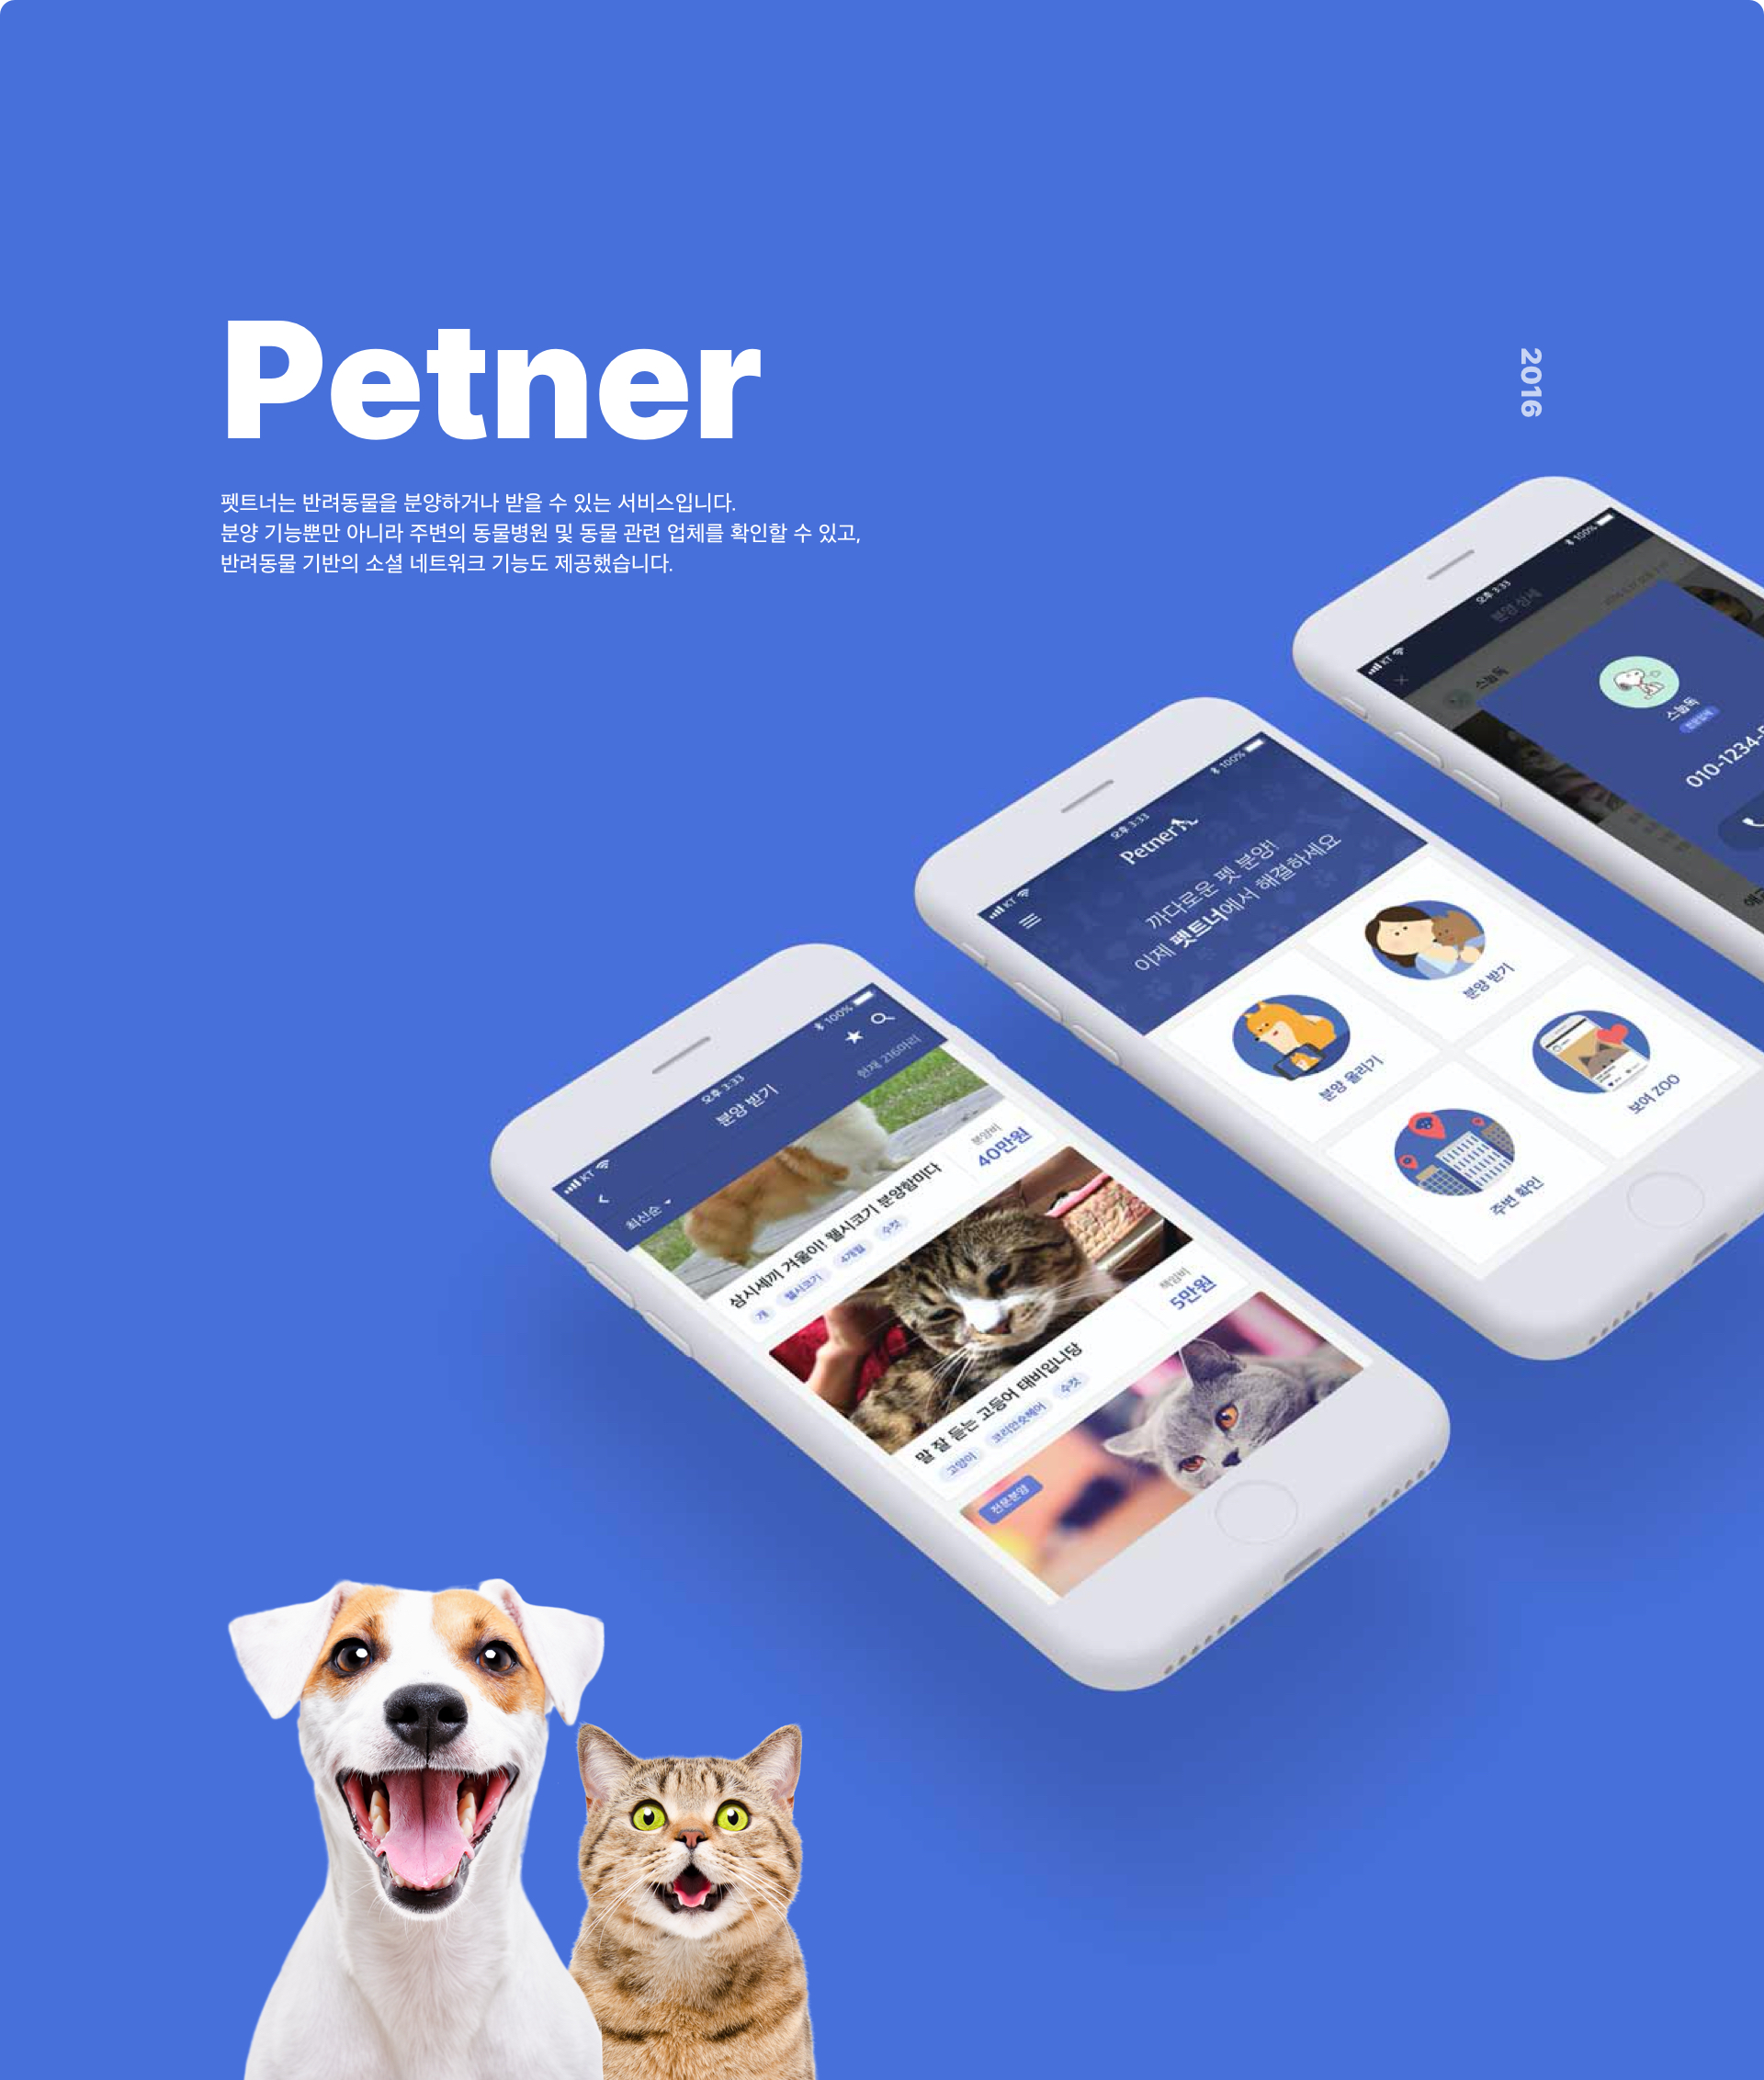 Petner
2016
펫트너는 반려동물을 분양하거나 받을 수 있는 서비스입니다.
분양 기능뿐만 아니라 주변의 동물병원 및 동물 관련 업체를 확인할 수 있고,
반려동물 기반의 소셜 네트워크 기능도 제공했습니다.
KT 오후 3:33 100%
분양 받기
최신순
현재 216마리
삼시세끼 겨울이! 웰시코기 분양합미다
분양비
40만원
개 웰시코기 4개월 수컷
말 잘 듣는 고등어 태비입니당
책임비
5만원
고양이 코리안숏헤어 수컷
전문분양
KT 오후 3:33 100%
Petner
까다로운 펫 분양!
이제 펫트너에서 해결하세요
분양 올리기
분양 받기
주변 확인
보여 ZOO
KT 오후 3:33 100%
분양 상세
스눕독
스눕독
전문업체
010-1234-